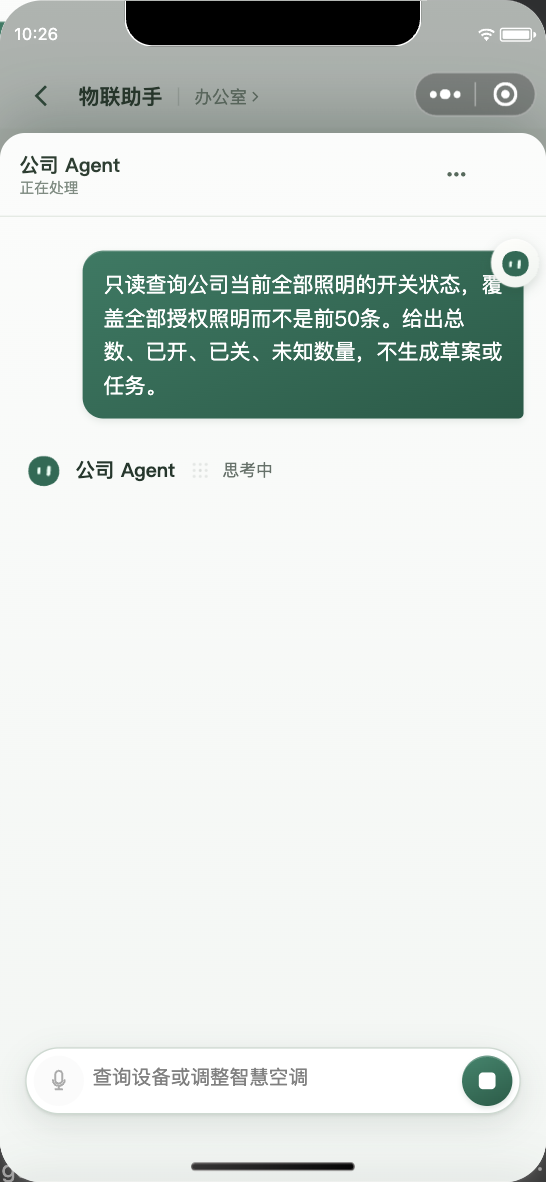 10:26
物联助手
办公室 >
公司 Agent
正在处理
只读查询公司当前全部照明的开关状态，覆
盖全部授权照明而不是前50条。给出总
数、已开、已关、未知数量，不生成草案或
任务。
公司 Agent
思考中
查询设备或调整智慧空调